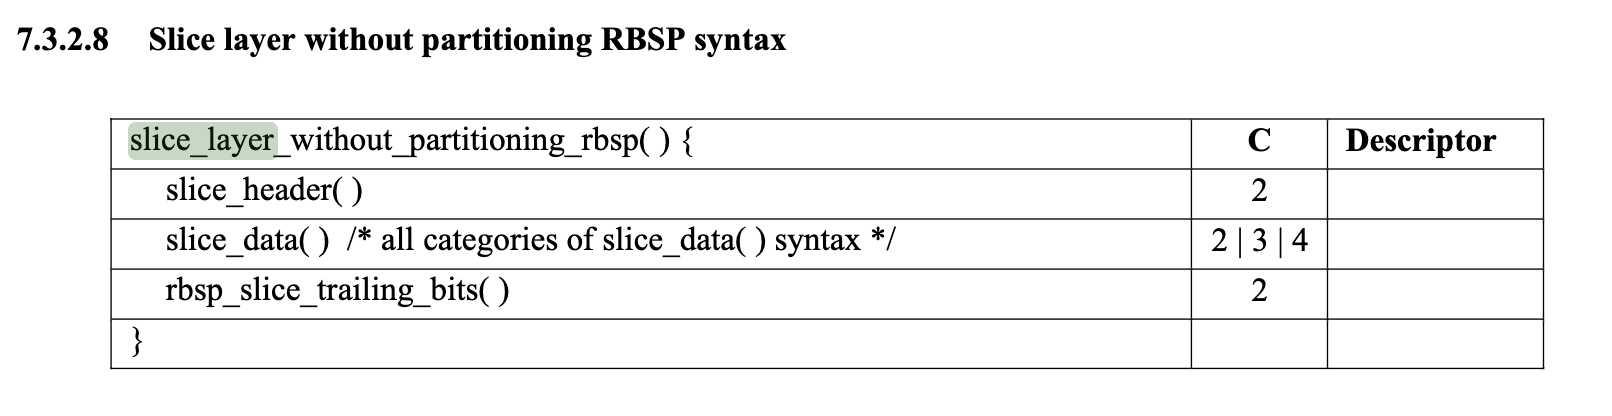 7.3.2.8 Slice layer without partitioning RBSP syntax
slice_layer_without_partitioning_rbsp( ) { C Descriptor
slice_header( ) 2
slice_data( ) /* all categories of slice_data( ) syntax */ 2 | 3 | 4
rbsp_slice_trailing_bits( ) 2
}